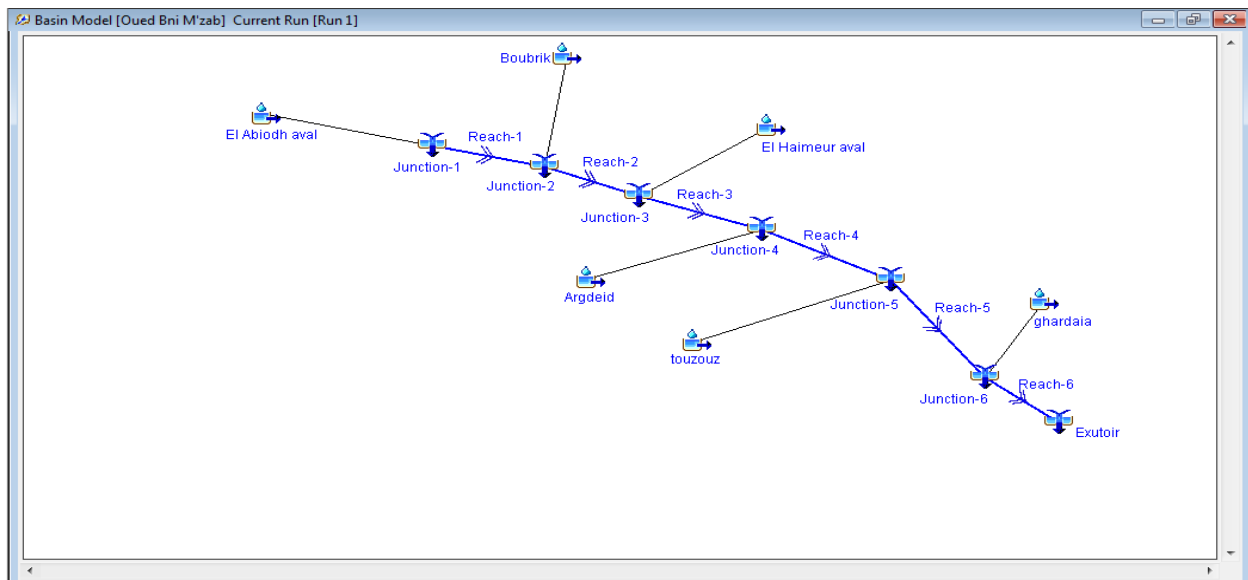 Basin Model [Oued Bni M'zab] Current Run [Run 1]
Boubrik
El Abiodh aval
Reach-1
El Haimeur aval
Junction-1
Reach-2
Junction-2
Reach-3
Junction-3
Reach-4
Junction-4
Argdeid
Junction-5
Reach-5
ghardaia
touzouz
Reach-6
Junction-6
Exutoir